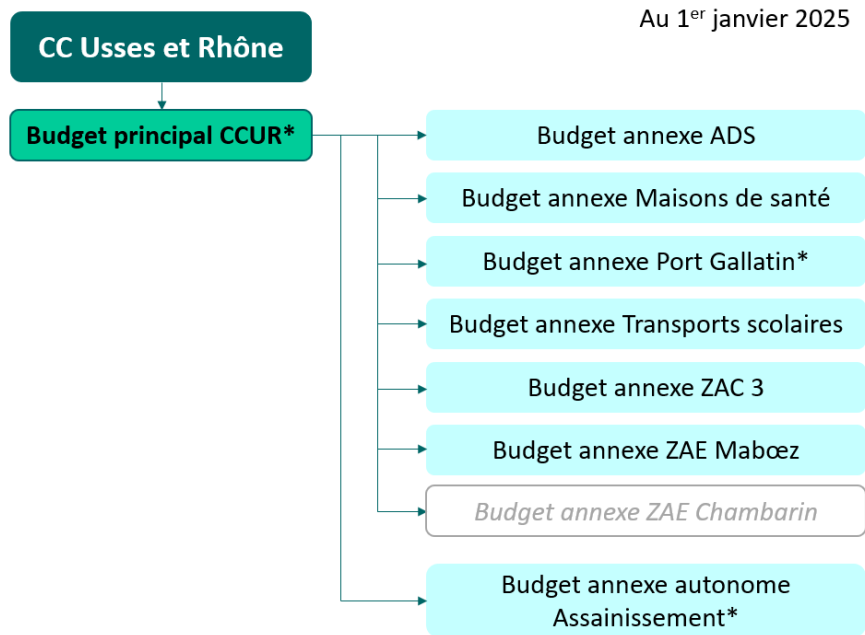 Au 1er janvier 2025
CC Usses et Rhône
Budget principal CCUR*
Budget annexe ADS
Budget annexe Maisons de santé
Budget annexe Port Gallatin*
Budget annexe Transports scolaires
Budget annexe ZAC 3
Budget annexe ZAE Mabœz
Budget annexe ZAE Chambarin
Budget annexe autonome
Assainissement*